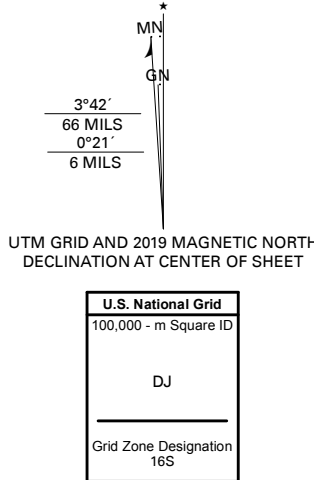 MN
GN
3°42´
66 MILS
0°21´
6 MILS
UTM GRID AND 2019 MAGNETIC NORTH
DECLINATION AT CENTER OF SHEET
U.S. National Grid
100,000 - m Square ID
DJ
Grid Zone Designation
16S